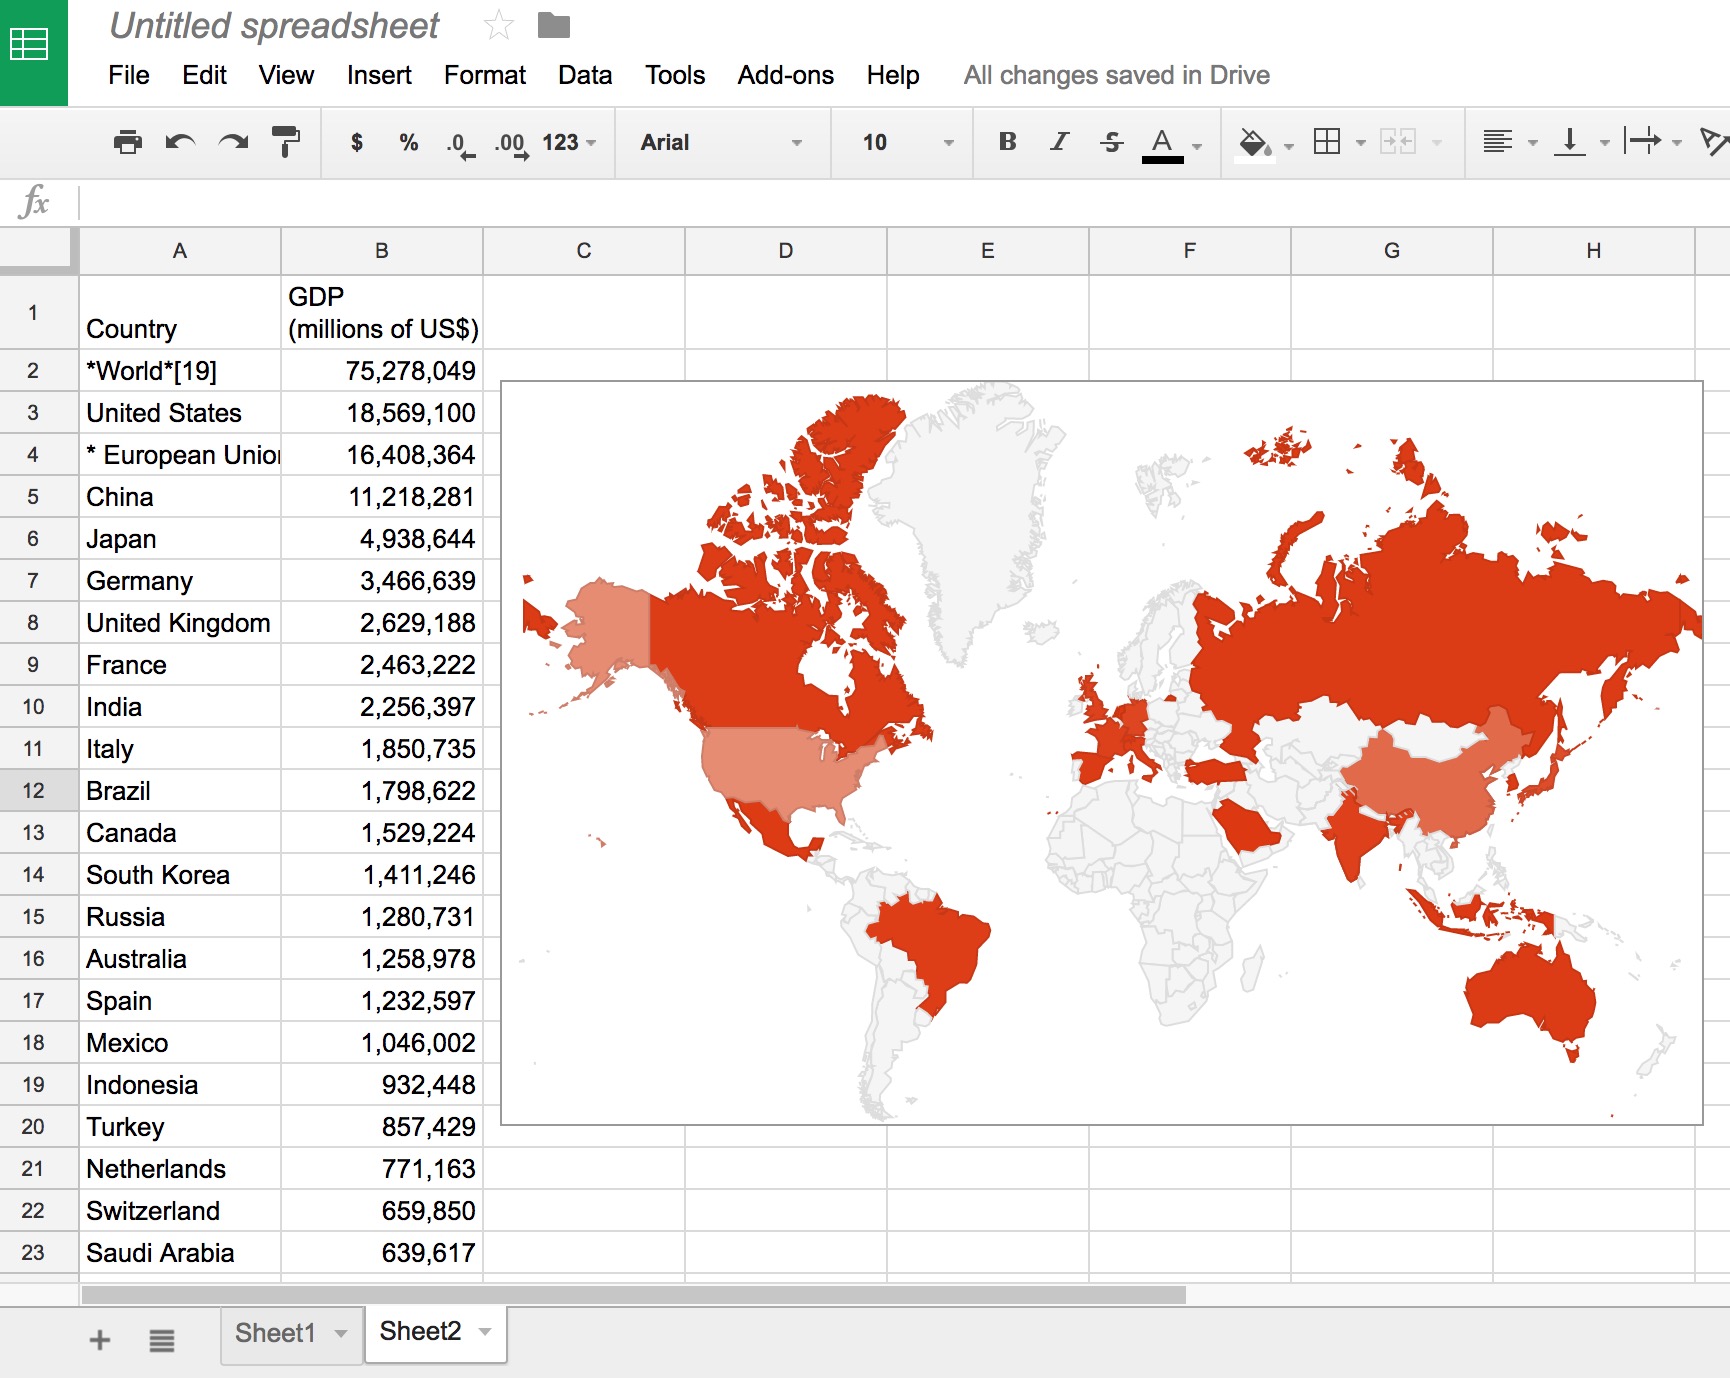 Untitled spreadsheet
File Edit View Insert Format Data Tools Add-ons Help All changes saved in Drive
$ % .0 .00 123 Arial 10 B I S A
fx
A B C D E F G H
1 Country GDP
(millions of US$)
2 *World*[19] 75,278,049
3 United States 18,569,100
4 * European Union 16,408,364
5 China 11,218,281
6 Japan 4,938,644
7 Germany 3,466,639
8 United Kingdom 2,629,188
9 France 2,463,222
10 India 2,256,397
11 Italy 1,850,735
12 Brazil 1,798,622
13 Canada 1,529,224
14 South Korea 1,411,246
15 Russia 1,280,731
16 Australia 1,258,978
17 Spain 1,232,597
18 Mexico 1,046,002
19 Indonesia 932,448
20 Turkey 857,429
21 Netherlands 771,163
22 Switzerland 659,850
23 Saudi Arabia 639,617
+ Sheet1 Sheet2